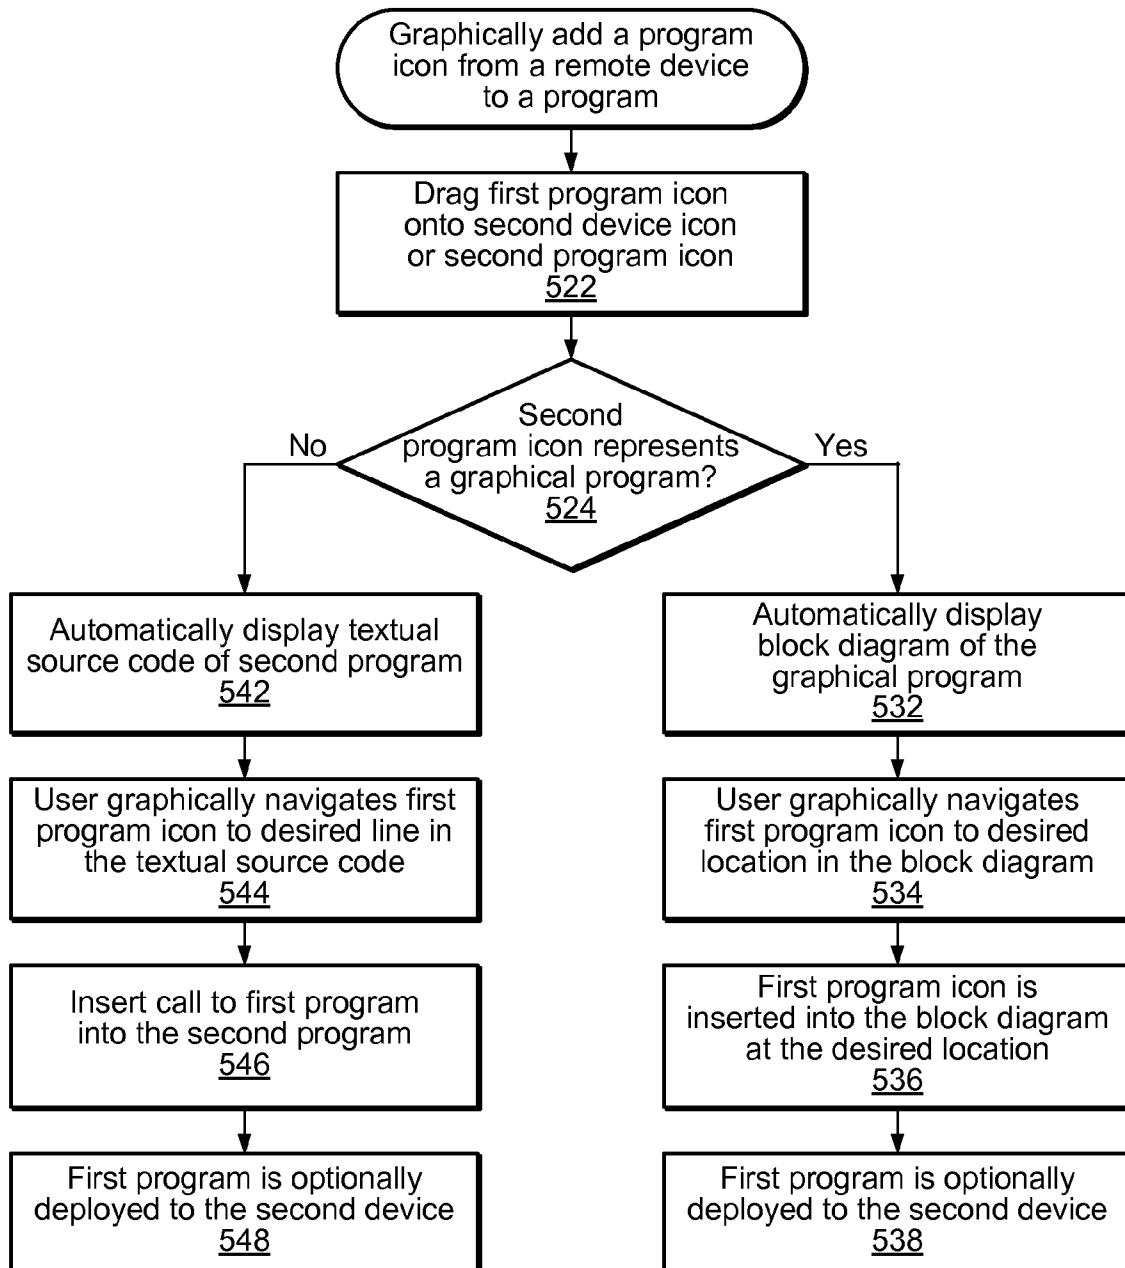 Graphically add a program
icon from a remote device
to a program
Drag first program icon
onto second device icon
or second program icon
522
Second
program icon represents
a graphical program?
524
No
Yes
Automatically display textual
source code of second program
542
User graphically navigates first
program icon to desired line in
the textual source code
544
Insert call to first program
into the second program
546
First program is optionally
deployed to the second device
548
Automatically display
block diagram of the
graphical program
532
User graphically navigates
first program icon to desired
location in the block diagram
534
First program icon is
inserted into the block diagram
at the desired location
536
First program is optionally
deployed to the second device
538